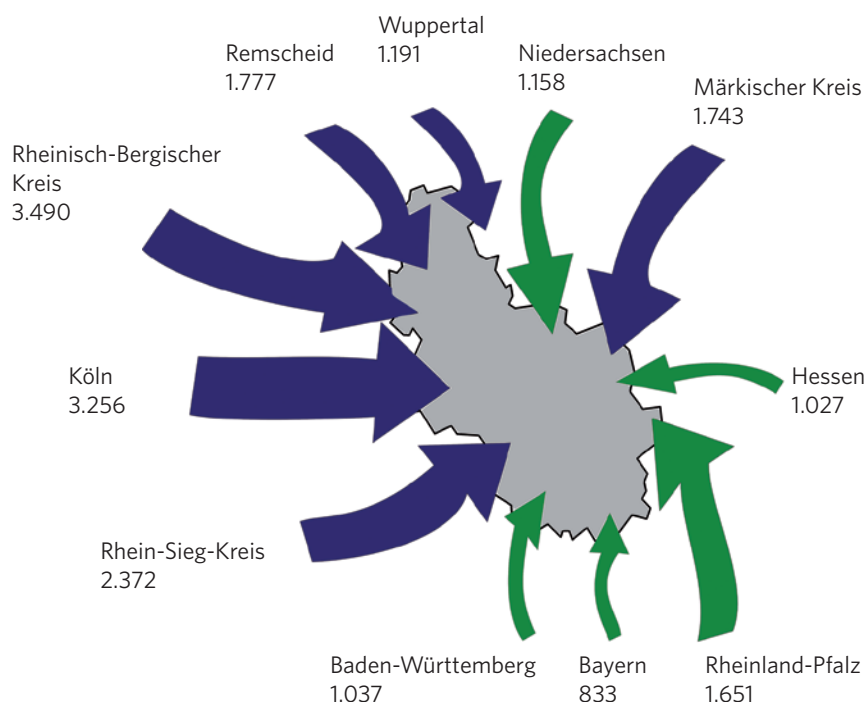 Wuppertal
1.191
Remscheid
1.777
Niedersachsen
1.158
Märkischer Kreis
1.743
Rheinisch-Bergischer
Kreis
3.490
Köln
3.256
Hessen
1.027
Rhein-Sieg-Kreis
2.372
Baden-Württemberg
1.037
Bayern
833
Rheinland-Pfalz
1.651